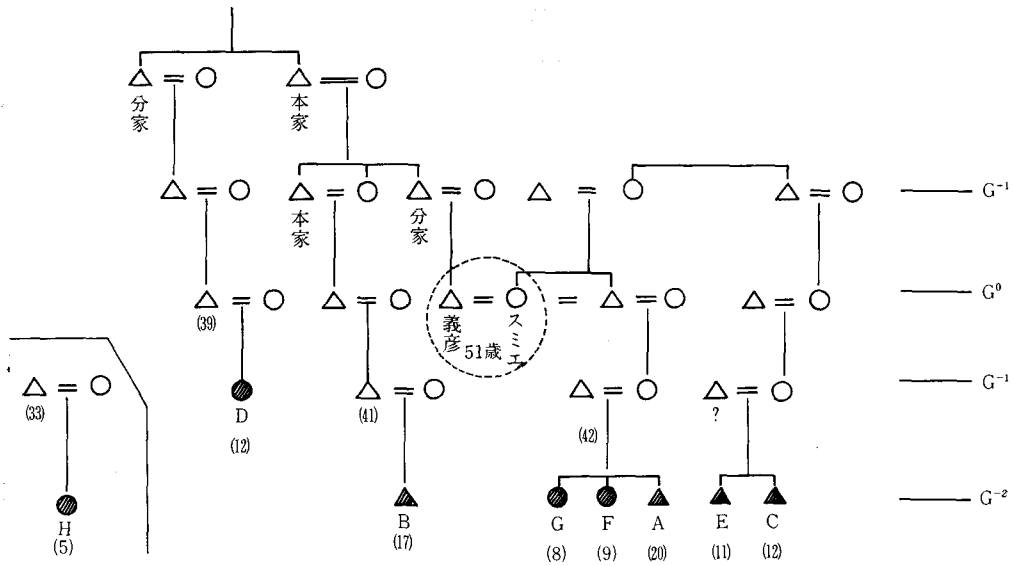 分家
本家
G⁻¹
本家
分家
G⁰
(39)
義彦
スミエ
51歳
G⁻¹
(33)
D
(12)
(41)
(42)
?
G⁻²
H
(5)
B
(17)
G
(8)
F
(9)
A
(20)
E
(11)
C
(12)